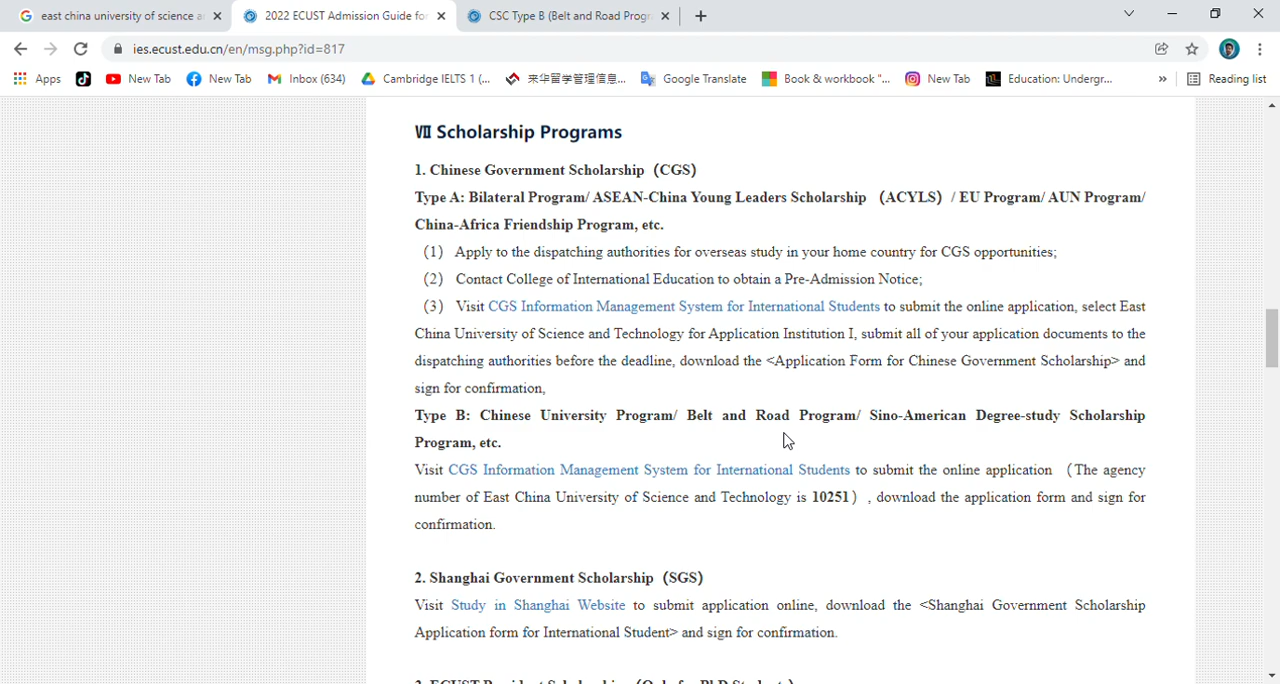 east china university of science a
2022 ECUST Admission Guide fo
CSC Type B (Belt and Road Progr
ies.ecust.edu.cn/en/msg.php?id=817
Apps
New Tab
New Tab
Inbox (634)
Cambridge IELTS 1 (...
来华留学管理信息...
Google Translate
Book & workbook "...
New Tab
Education: Undergr...
»
Reading list
Ⅶ Scholarship Programs
1. Chinese Government Scholarship（CGS）
Type A: Bilateral Program/ ASEAN-China Young Leaders Scholarship （ACYLS）/ EU Program/ AUN Program/
China-Africa Friendship Program, etc.
（1） Apply to the dispatching authorities for overseas study in your home country for CGS opportunities;
（2） Contact College of International Education to obtain a Pre-Admission Notice;
（3） Visit CGS Information Management System for International Students to submit the online application, select East
China University of Science and Technology for Application Institution I, submit all of your application documents to the
dispatching authorities before the deadline, download the <Application Form for Chinese Government Scholarship> and
sign for confirmation,
Type B: Chinese University Program/ Belt and Road Program/ Sino-American Degree-study Scholarship
Program, etc.
Visit CGS Information Management System for International Students to submit the online application （The agency
number of East China University of Science and Technology is 10251）, download the application form and sign for
confirmation.
2. Shanghai Government Scholarship（SGS）
Visit Study in Shanghai Website to submit application online, download the <Shanghai Government Scholarship
Application form for International Student> and sign for confirmation.